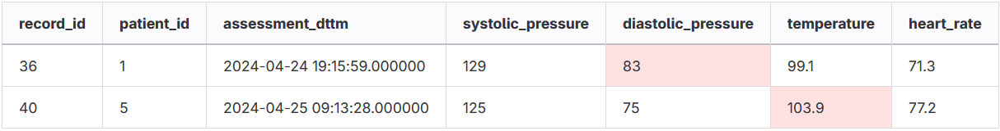 record_id patient_id assessment_dttm systolic_pressure diastolic_pressure temperature heart_rate
36 1 2024-04-24 19:15:59.000000 129 83 99.1 71.3
40 5 2024-04-25 09:13:28.000000 125 75 103.9 77.2